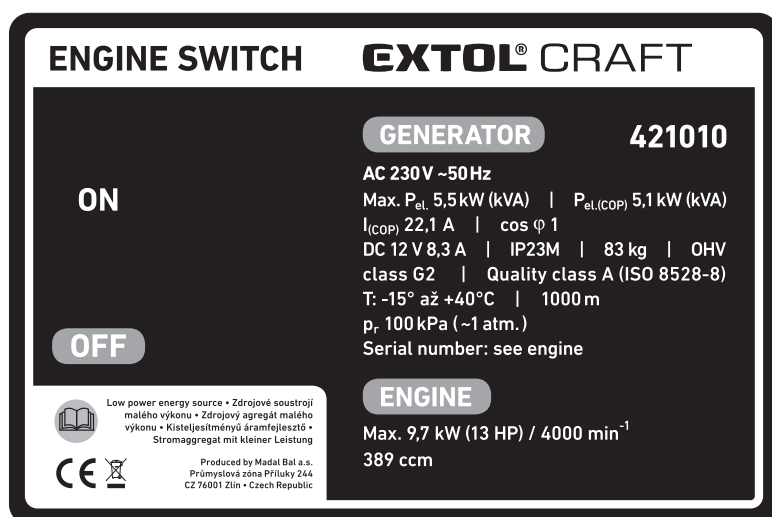 ENGINE SWITCH
EXTOL® CRAFT
ON
OFF
GENERATOR 421010
AC 230 V ~50 Hz
Max. Pel. 5,5 kW (kVA) | Pel.(COP) 5,1 kW (kVA)
I(COP) 22,1 A | cos φ 1
DC 12 V 8,3 A | IP23M | 83 kg | OHV
class G2 | Quality class A (ISO 8528-8)
T: -15° až +40°C | 1000 m
pr 100 kPa (~1 atm.)
Serial number: see engine
ENGINE
Max. 9,7 kW (13 HP) / 4000 min⁻¹
389 ccm
Low power energy source • Zdrojové soustrojí
malého výkonu • Zdrojový agregát malého
výkonu • Kisteljesítményű áramfejlesztő •
Stromaggregat mit kleiner Leistung
CE
Produced by Madal Bal a.s.
Průmyslová zóna Příluky 244
CZ 76001 Zlín • Czech Republic